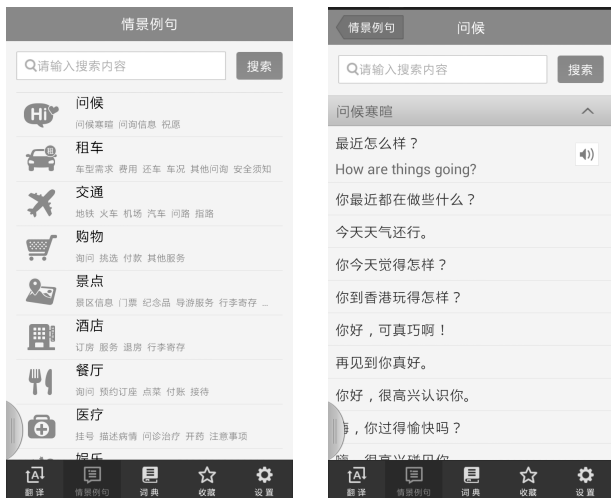 情景例句
请输入搜索内容
搜索
Hi
问候
问候寒暄 问询信息 祝愿
租
租车
车型需求 费用 还车 车况 其他问询 安全须知
交通
地铁 火车 机场 汽车 问路 指路
购物
询问 挑选 付款 其他服务
景点
景区信息 门票 纪念品 导游服务 行李寄存 ...
酒店
订房 服务 退房 行李寄存
餐厅
询问 预约订座 点菜 付账 接待
医疗
挂号 描述病情 问诊治疗 开药 注意事项
娱乐
翻译 情景例句 词典 收藏 设置
情景例句
问候
请输入搜索内容
搜索
问候寒暄
最近怎么样？
How are things going?
你最近都在做些什么？
今天天气还行。
你今天觉得怎样？
你到香港玩得怎样？
你好，可真巧啊！
再见到你真好。
你好，很高兴认识你。
，你过得愉快吗？
嗨，很高兴碰见你
翻译 情景例句 词典 收藏 设置